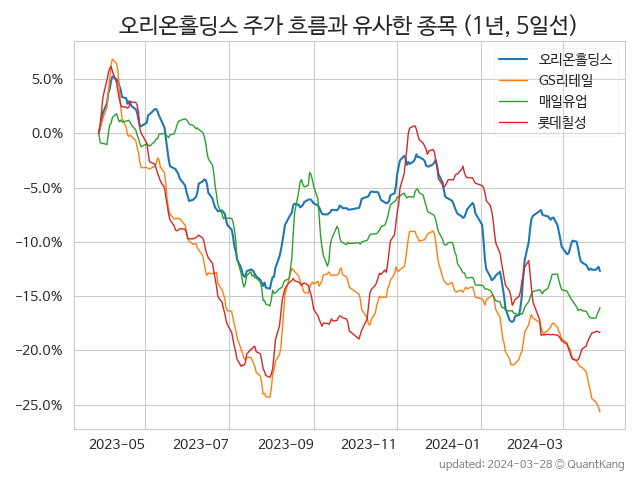 오리온홀딩스 주가 흐름과 유사한 종목 (1년, 5일선)
오리온홀딩스
GS리테일
매일유업
롯데칠성
5.0%
0.0%
−5.0%
−10.0%
−15.0%
−20.0%
−25.0%
2023-05 2023-07 2023-09 2023-11 2024-01 2024-03
updated: 2024-03-28 © QuantKang